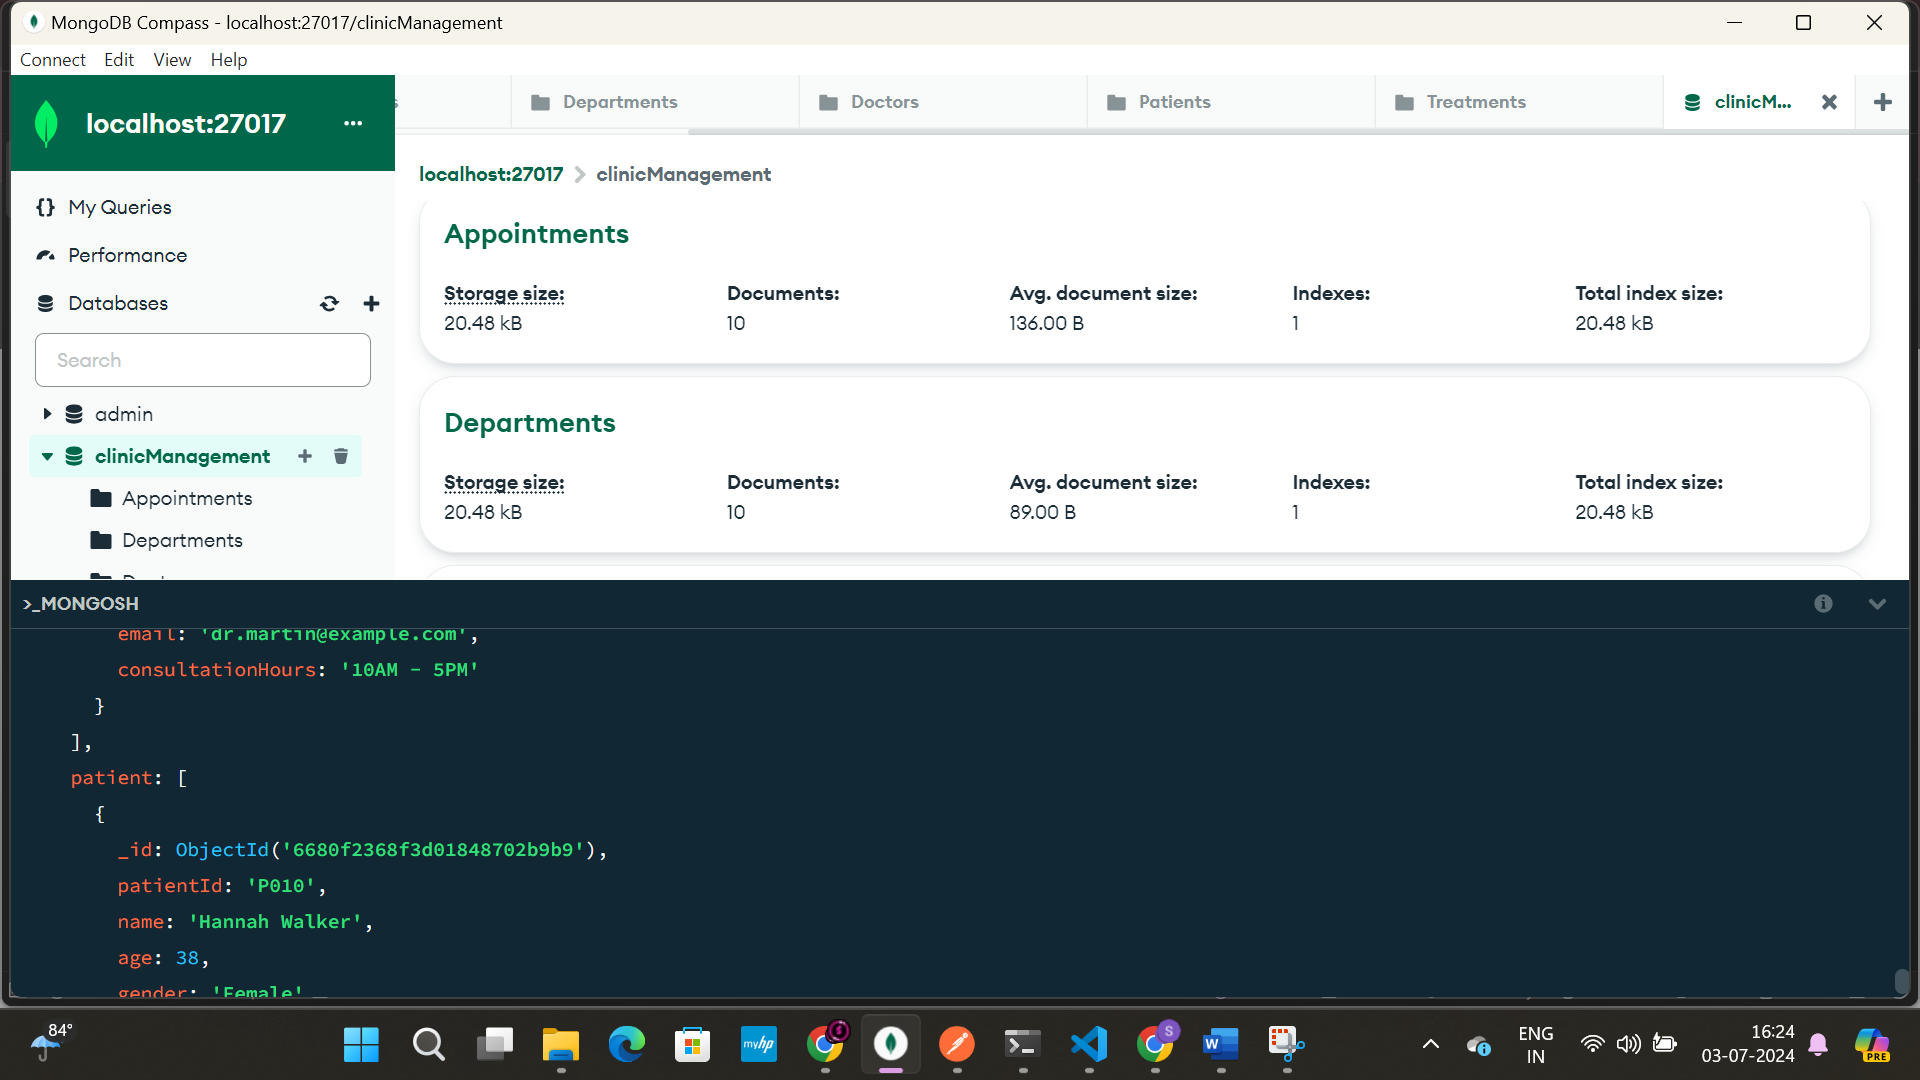 MongoDB Compass - localhost:27017/clinicManagement
Connect Edit View Help
localhost:27017 ...
s Departments Doctors Patients Treatments clinicM...
localhost:27017 > clinicManagement
{} My Queries
Performance
Databases
Search
admin
clinicManagement
Appointments
Departments
Appointments
Storage size: Documents: Avg. document size: Indexes: Total index size:
20.48 kB 10 136.00 B 1 20.48 kB
Departments
Storage size: Documents: Avg. document size: Indexes: Total index size:
20.48 kB 10 89.00 B 1 20.48 kB
>_MONGOSH
email: 'dr.martin@example.com',
consultationHours: '10AM - 5PM'
}
],
patient: [
{
_id: ObjectId('6680f2368f3d01848702b9b9'),
patientId: 'P010',
name: 'Hannah Walker',
age: 38,
gender: 'Female'
84°
myhp
S
W
ENG
IN
16:24
03-07-2024
PRE